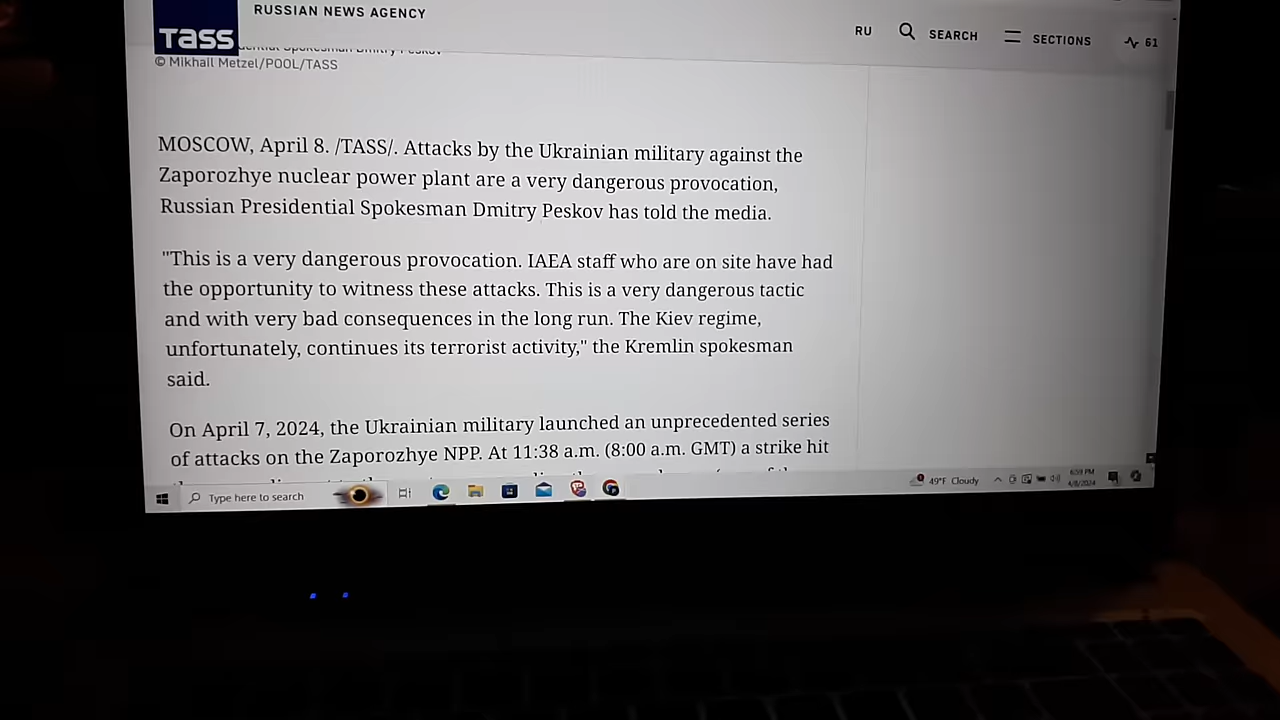 RUSSIAN NEWS AGENCY
TASS
RU
SEARCH
SECTIONS
61
© Mikhail Metzel/POOL/TASS
MOSCOW, April 8. /TASS/. Attacks by the Ukrainian military against the
Zaporozhye nuclear power plant are a very dangerous provocation,
Russian Presidential Spokesman Dmitry Peskov has told the media.
"This is a very dangerous provocation. IAEA staff who are on site have had
the opportunity to witness these attacks. This is a very dangerous tactic
and with very bad consequences in the long run. The Kiev regime,
unfortunately, continues its terrorist activity," the Kremlin spokesman
said.
On April 7, 2024, the Ukrainian military launched an unprecedented series
of attacks on the Zaporozhye NPP. At 11:38 a.m. (8:00 a.m. GMT) a strike hit
Type here to search
49°F Cloudy
6:59 PM
4/8/2024